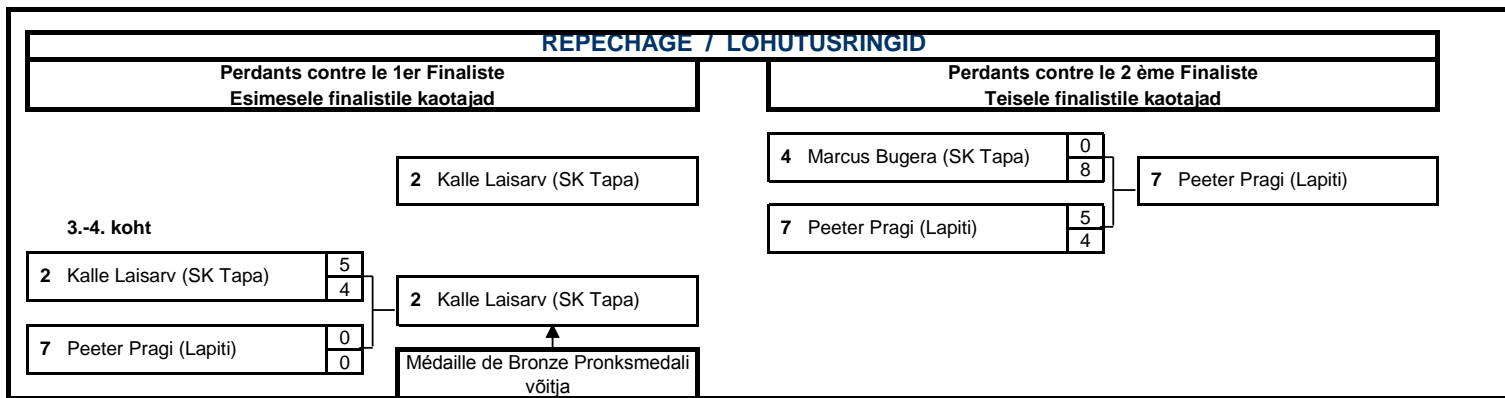 REPECHAGE / LOHUTUSRINGID
Perdants contre le 1er Finaliste
Esimesele finalistile kaotajad
Perdants contre le 2 ème Finaliste
Teisele finalistile kaotajad
2 Kalle Laisarv (SK Tapa)
4 Marcus Bugera (SK Tapa) 0
8
7 Peeter Pragi (Lapiti)
7 Peeter Pragi (Lapiti) 5
4
3.-4. koht
2 Kalle Laisarv (SK Tapa) 5
4
2 Kalle Laisarv (SK Tapa)
7 Peeter Pragi (Lapiti) 0
0
Médaille de Bronze Pronksmedali
võitja